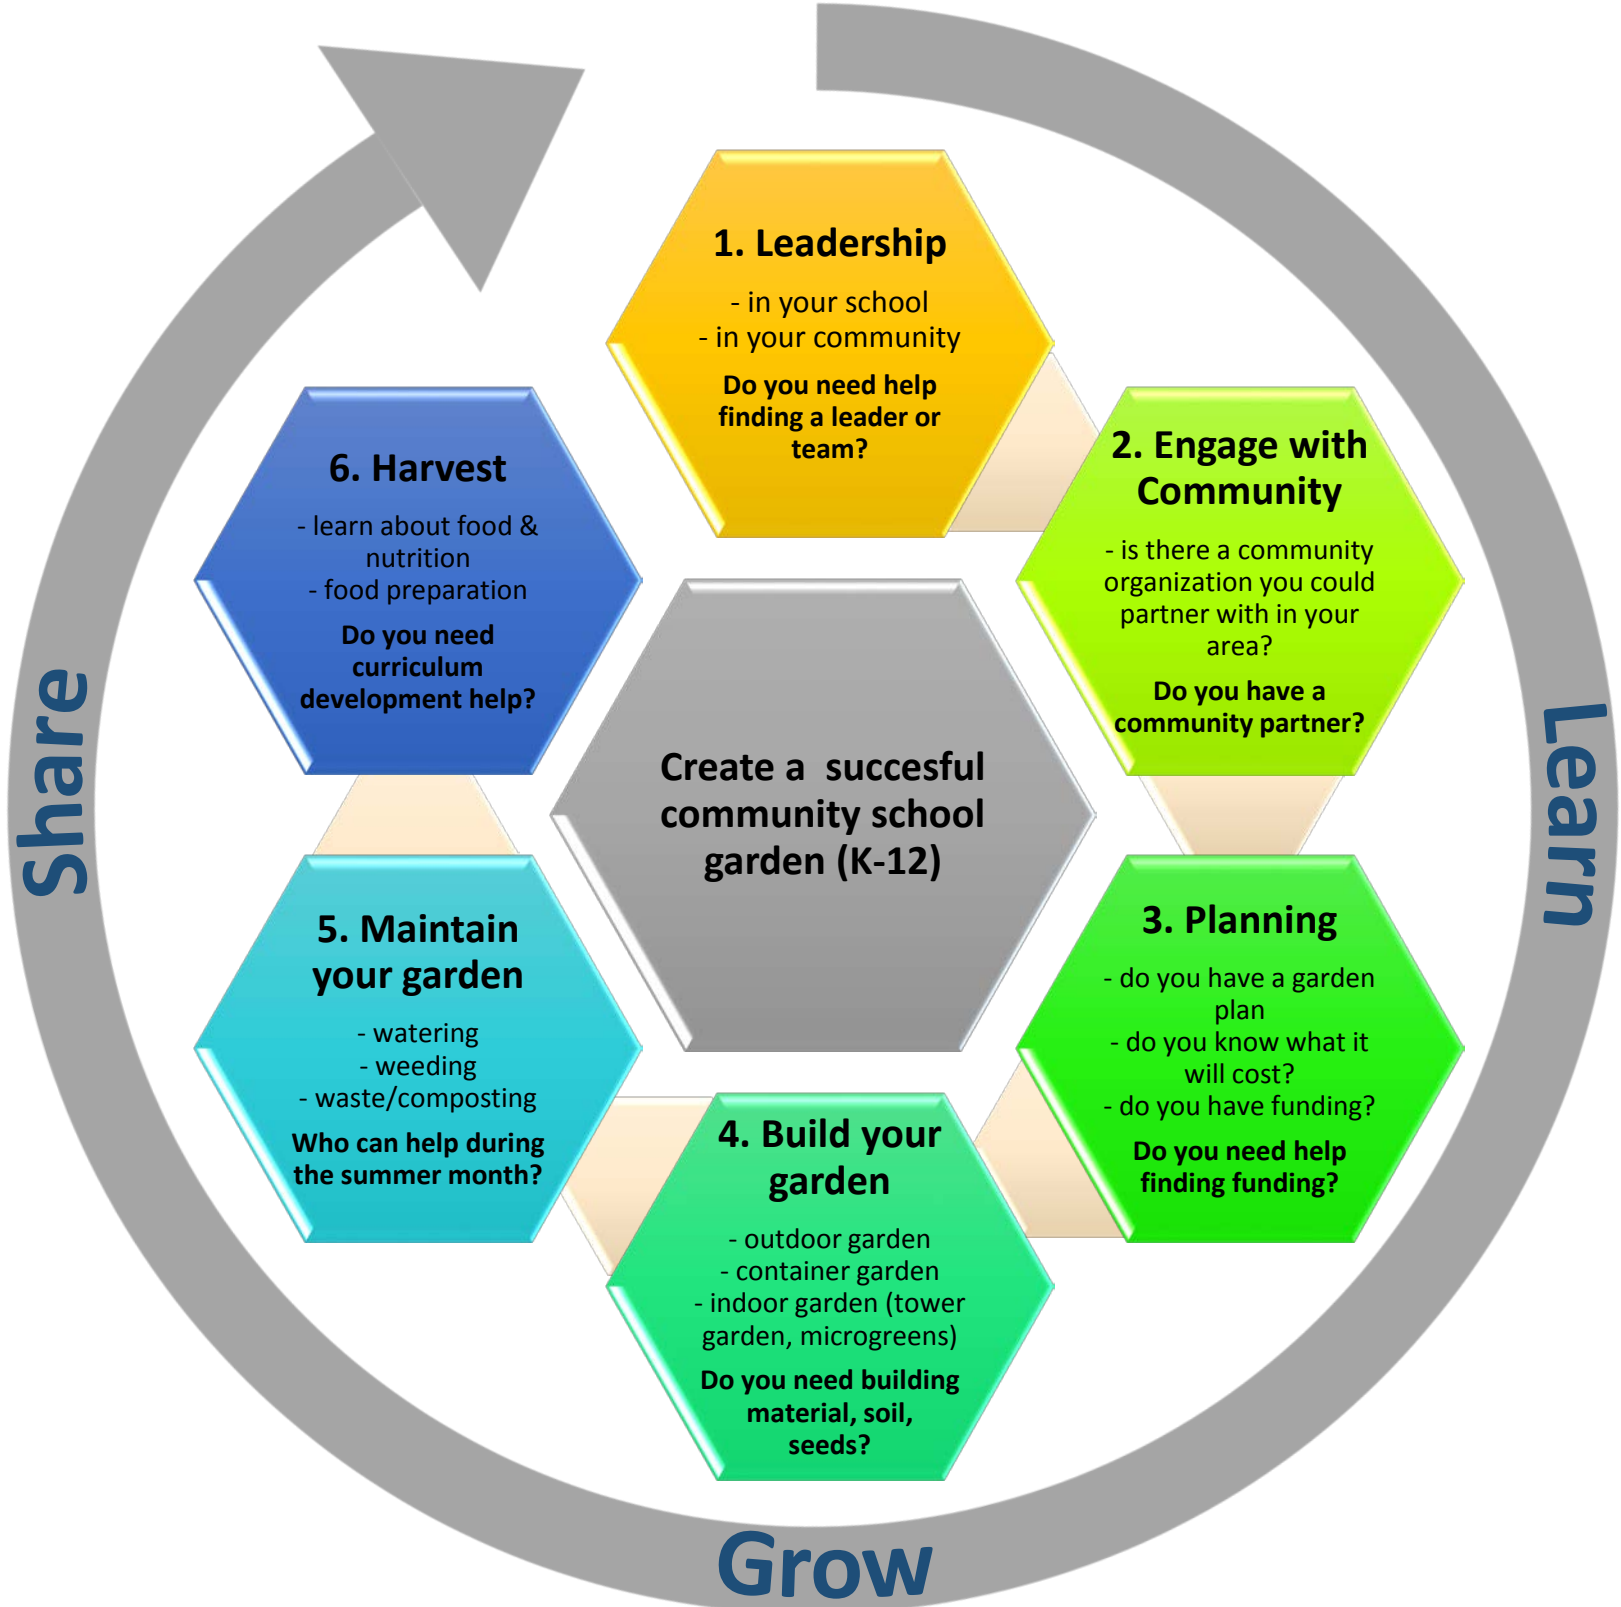 1. Leadership
- in your school
- in your community
Do you need help
finding a leader or
team?
2. Engage with
Community
- is there a community
organization you could
partner with in your
area?
Do you have a
community partner?
3. Planning
- do you have a garden
plan
- do you know what it
will cost?
- do you have funding?
Do you need help
finding funding?
4. Build your
garden
- outdoor garden
- container garden
- indoor garden (tower
garden, microgreens)
Do you need building
material, soil,
seeds?
5. Maintain
your garden
- watering
- weeding
- waste/composting
Who can help during
the summer month?
6. Harvest
- learn about food &
nutrition
- food preparation
Do you need
curriculum
development help?
Create a  succesful
community school
garden (K-12)
Learn
Grow
Share